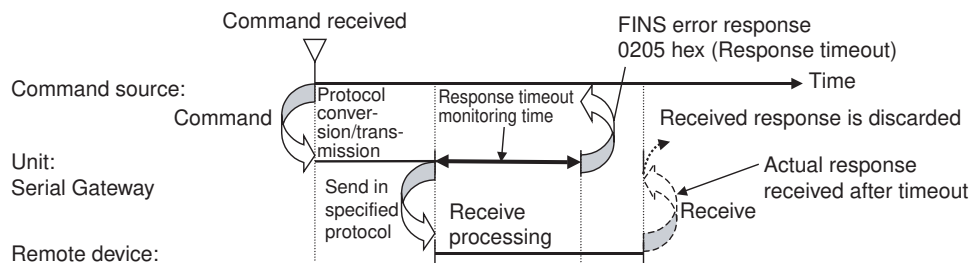 Command received
FINS error response
0205 hex (Response timeout)
Command source:
Time
Command
Protocol
conver-
sion/trans-
mission
Response timeout
monitoring time
Received response is discarded
Unit:
Serial Gateway
Actual response
received after timeout
Send in
specified
protocol
Receive
processing
Receive
Remote device: